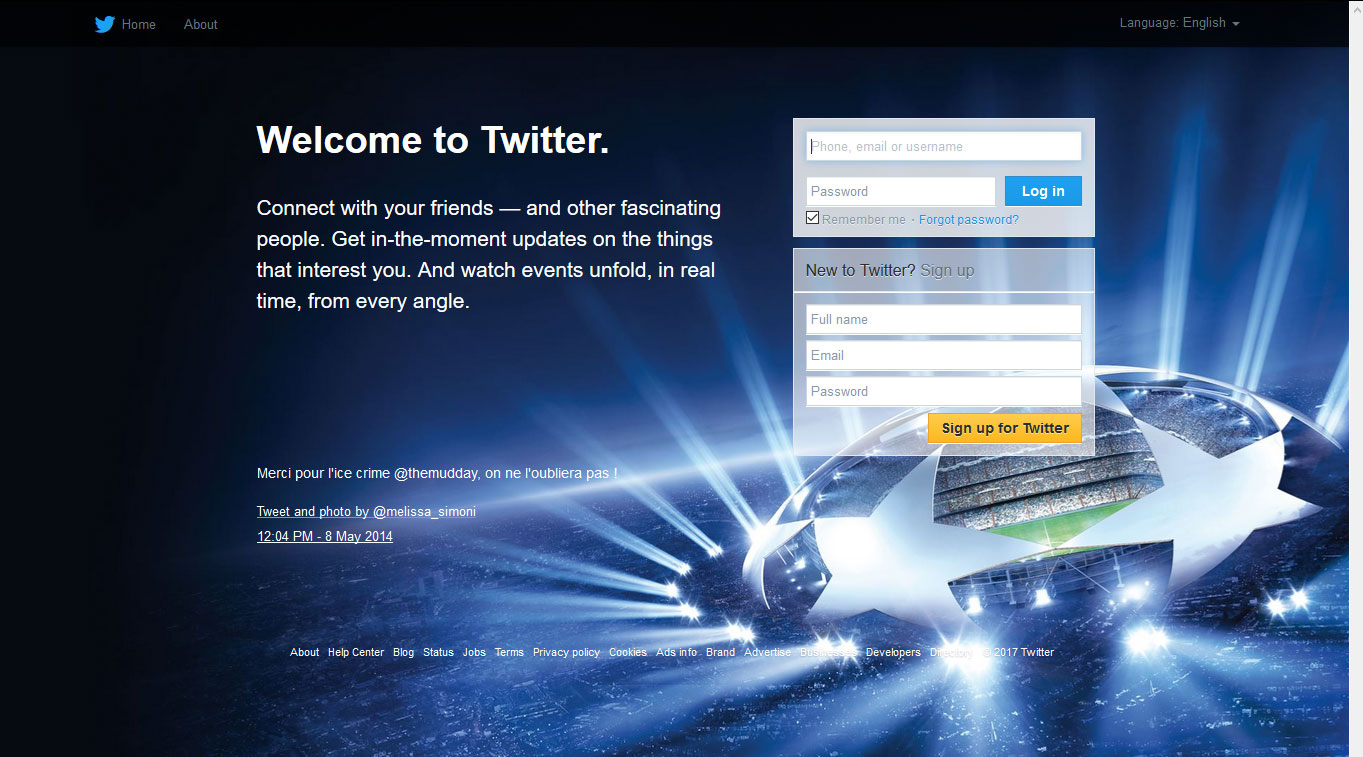 Home About
Language: English
Welcome to Twitter.
Connect with your friends — and other fascinating
people. Get in-the-moment updates on the things
that interest you. And watch events unfold, in real
time, from every angle.
Phone, email or username
Password
Log in
Remember me · Forgot password?
New to Twitter? Sign up
Full name
Email
Password
Sign up for Twitter
Merci pour l'ice crime @themudday, on ne l'oubliera pas !
Tweet and photo by @melissa_simoni
12:04 PM - 8 May 2014
About Help Center Blog Status Jobs Terms Privacy policy Cookies Ads info Brand Advertise Businesses Developers Directory © 2017 Twitter